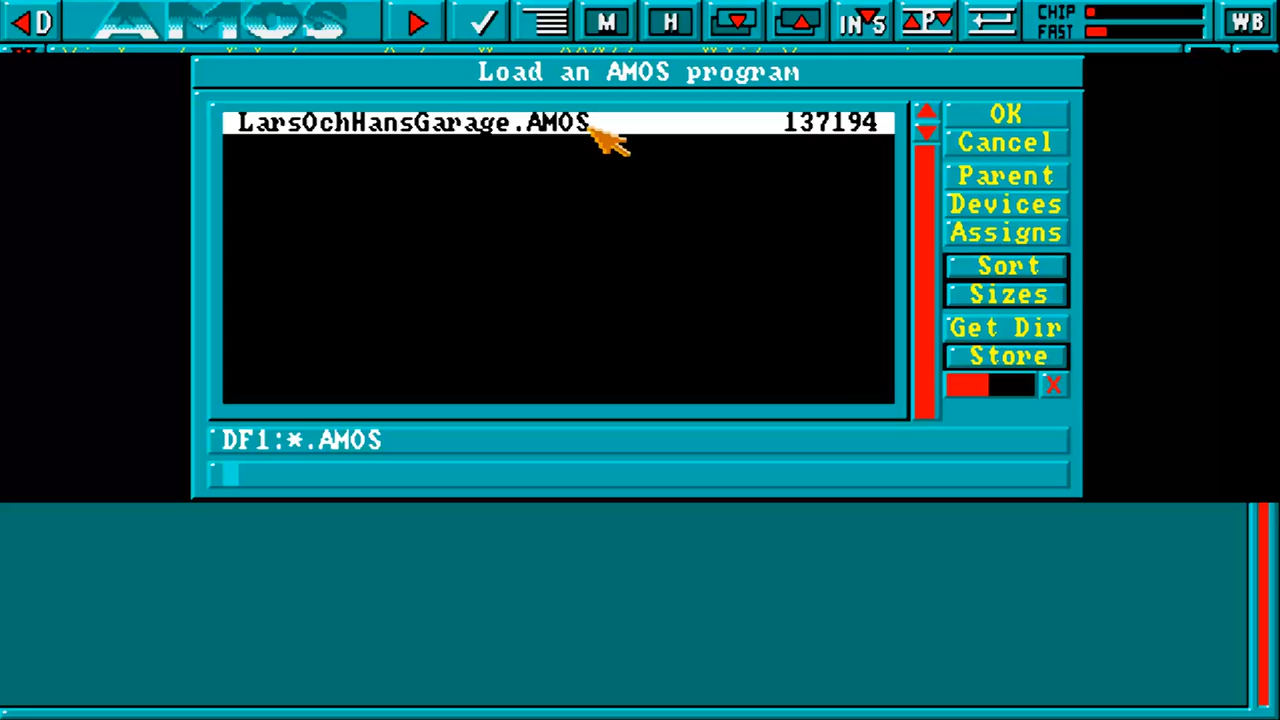 D AMOS M H INS P CHIP WB
FAST
Load an AMOS program
LarsOchHansGarage.AMOS 137194
OK
Cancel
Parent
Devices
Assigns
Sort
Sizes
Get Dir
Store
X
DF1:*.AMOS